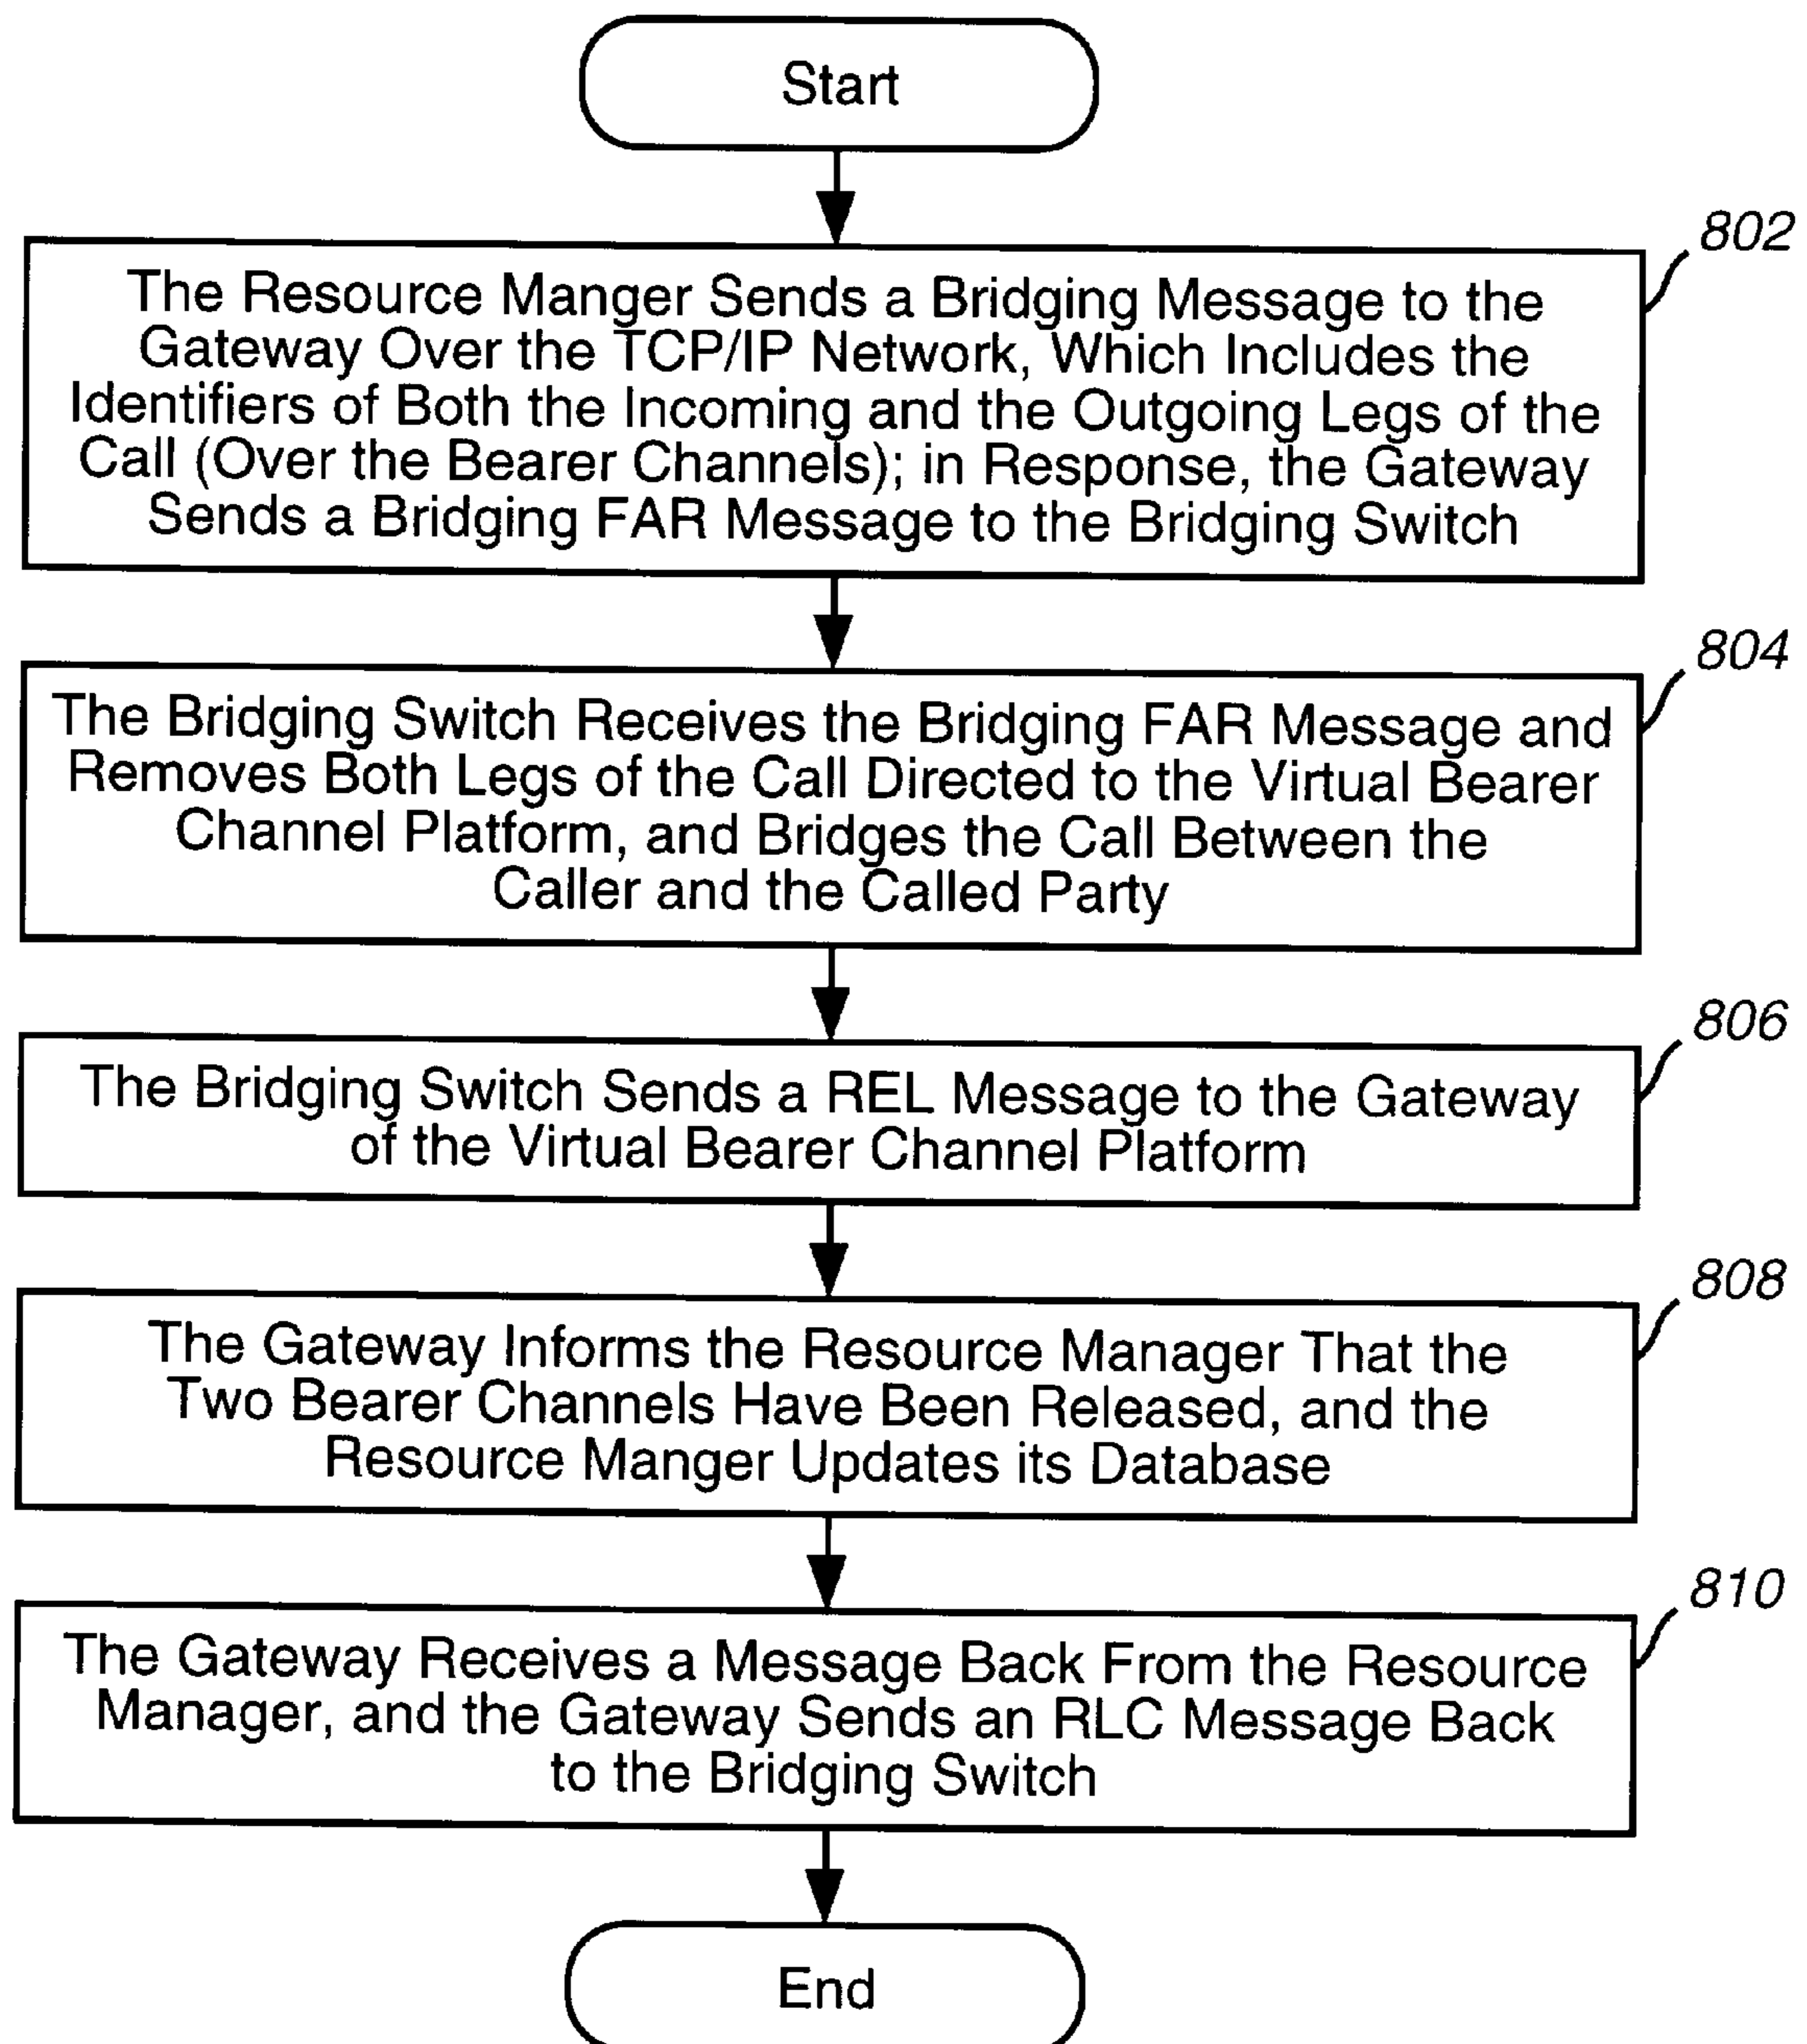 Start
802
The Resource Manger Sends a Bridging Message to the
Gateway Over the TCP/IP Network, Which Includes the
Identifiers of Both the Incoming and the Outgoing Legs of the
Call (Over the Bearer Channels); in Response, the Gateway
Sends a Bridging FAR Message to the Bridging Switch
804
The Bridging Switch Receives the Bridging FAR Message and
Removes Both Legs of the Call Directed to the Virtual Bearer
Channel Platform, and Bridges the Call Between the
Caller and the Called Party
806
The Bridging Switch Sends a REL Message to the Gateway
of the Virtual Bearer Channel Platform
808
The Gateway Informs the Resource Manager That the
Two Bearer Channels Have Been Released, and the
Resource Manger Updates its Database
810
The Gateway Receives a Message Back From the Resource
Manager, and the Gateway Sends an RLC Message Back
to the Bridging Switch
End